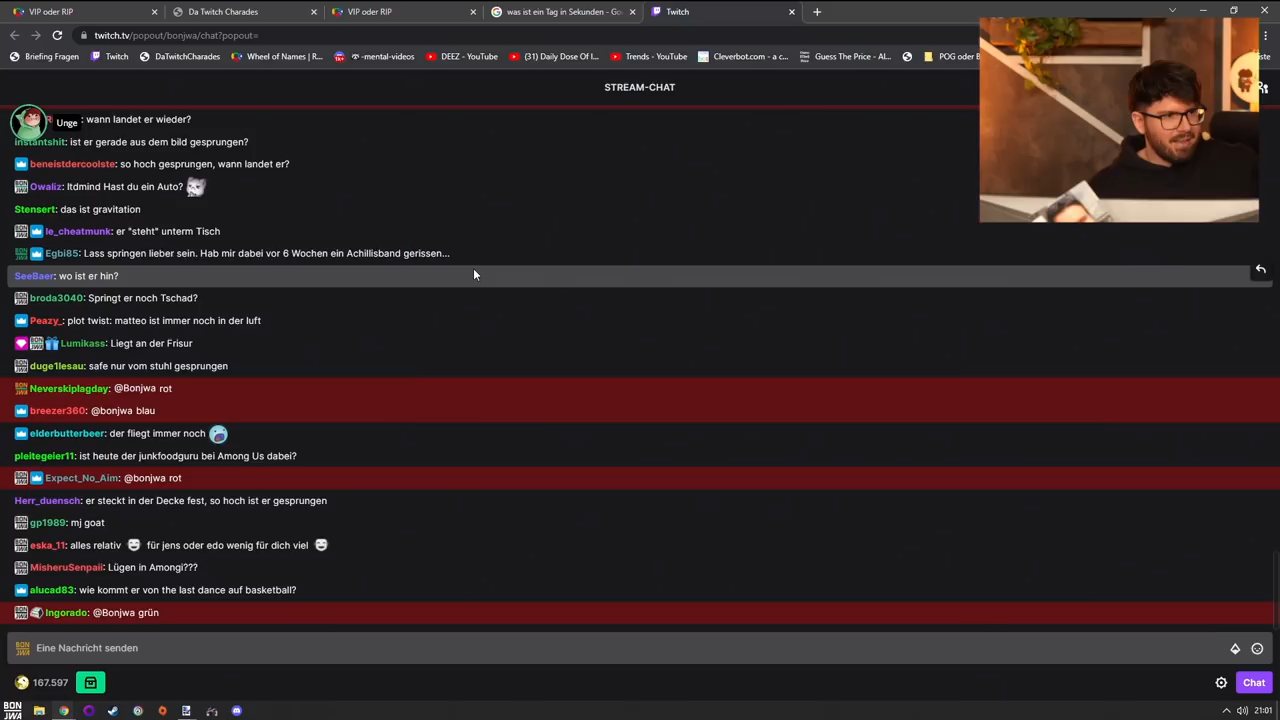 VIP oder RIP
Da Twitch Charades
VIP oder RIP
was ist ein Tag in Sekunden - Go
Twitch
twitch.tv/popout/bonjwa/chat?popout=
Briefing Fragen
Twitch
DaTwitchCharades
Wheel of Names | R...
-mental-videos
DEEZ - YouTube
(31) Daily Dose Of I...
Trends - YouTube
Cleverbot.com - a c...
Guess The Price - Al...
POG oder B
iste
STREAM-CHAT
Unge
wann landet er wieder?
instantshit: ist er gerade aus dem bild gesprungen?
beneistdercoolste: so hoch gesprungen, wann landet er?
Owaliz: ltdmind Hast du ein Auto?
Stensert: das ist gravitation
le_cheatmunk: er "steht" unterm Tisch
Egbi85: Lass springen lieber sein. Hab mir dabei vor 6 Wochen ein Achillisband gerissen...
SeeBaer: wo ist er hin?
broda3040: Springt er noch Tschad?
Peazy_: plot twist: matteo ist immer noch in der luft
Lumikass: Liegt an der Frisur
duge1lesau: safe nur vom stuhl gesprungen
Neverskiplagday: @Bonjwa rot
breezer360: @bonjwa blau
elderbutterbeer: der fliegt immer noch
pleitegeier11: ist heute der junkfoodguru bei Among Us dabei?
Expect_No_Aim: @bonjwa rot
Herr_duensch: er steckt in der Decke fest, so hoch ist er gesprungen
gp1989: mj goat
eska_11: alles relativ für jens oder edo wenig für dich viel
MisheruSenpaii: Lügen in Amongi???
alucad83: wie kommt er von the last dance auf basketball?
Ingorado: @Bonjwa grün
Eine Nachricht senden
167.597
Chat
BON
JWA
21:01